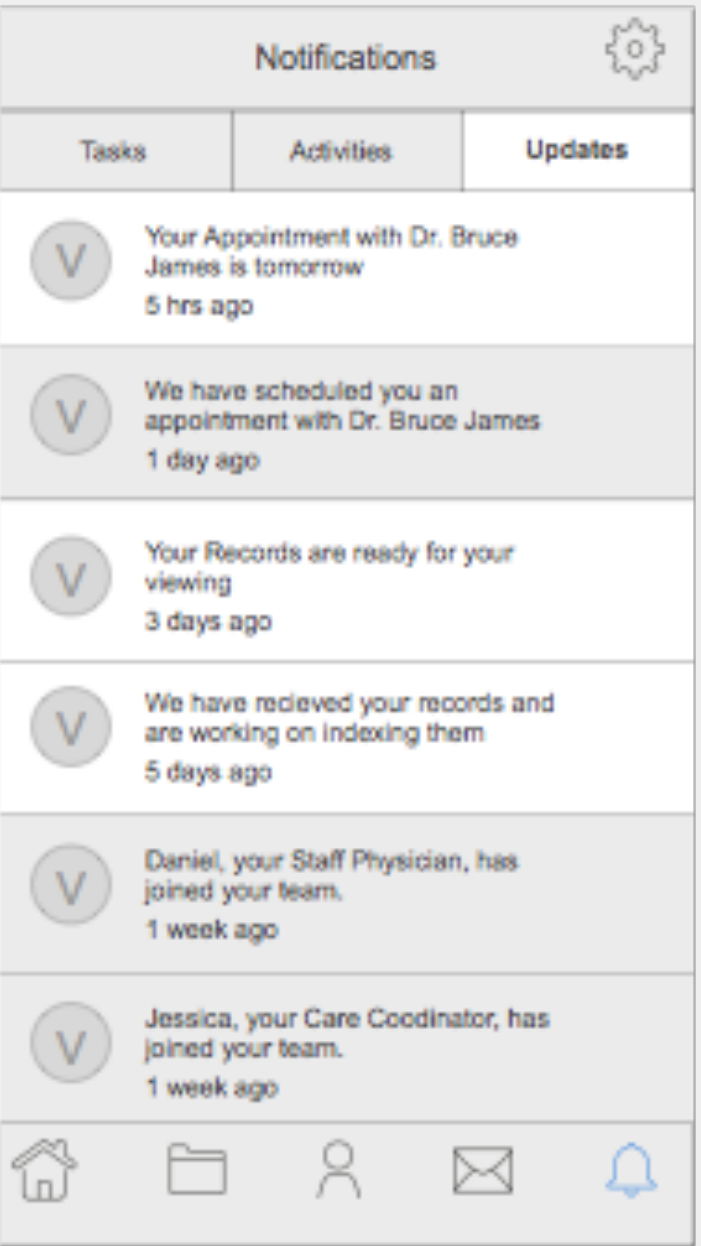 Notifications
Tasks
Activities
Updates
V
Your Appointment with Dr. Bruce
James is tomorrow
5 hrs ago
V
We have scheduled you an
appointment with Dr. Bruce James
1 day ago
V
Your Records are ready for your
viewing
3 days ago
V
We have recieved your records and
are working on indexing them
5 days ago
V
Daniel, your Staff Physician, has
joined your team.
1 week ago
V
Jessica, your Care Coodinator, has
joined your team.
1 week ago